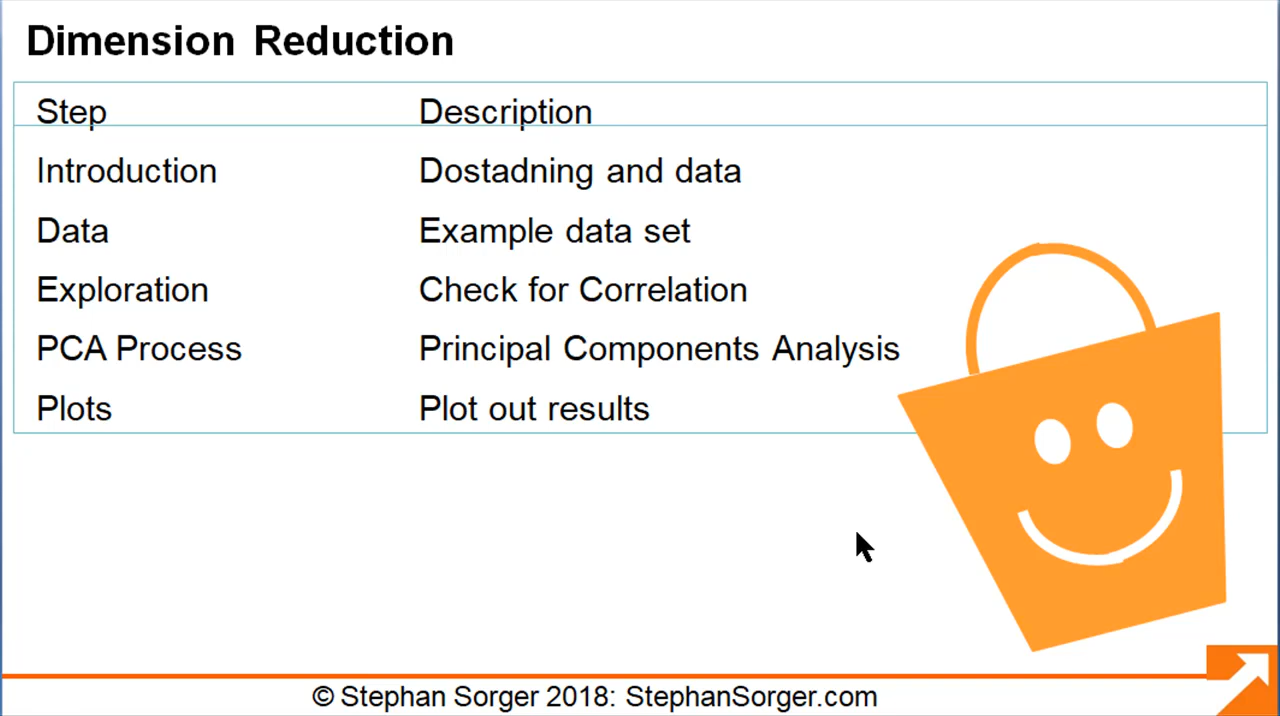 Dimension Reduction
Step Description
Introduction Dostadning and data
Data Example data set
Exploration Check for Correlation
PCA Process Principal Components Analysis
Plots Plot out results
© Stephan Sorger 2018: StephanSorger.com